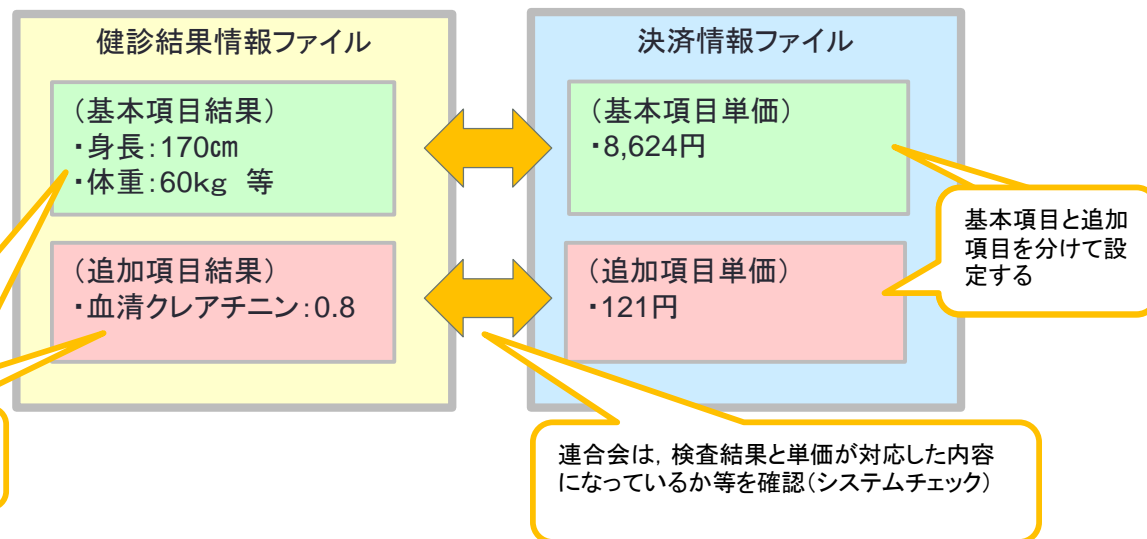 健診結果情報ファイル
(基本項目結果)
・身長:170㎝
・体重:60kg 等
(追加項目結果)
・血清クレアチニン:0.8
決済情報ファイル
(基本項目単価)
・8,624円
(追加項目単価)
・121円
基本項目と追加
項目を分けて設
定する
連合会は, 検査結果と単価が対応した内容
になっているか等を確認(システムチェック)